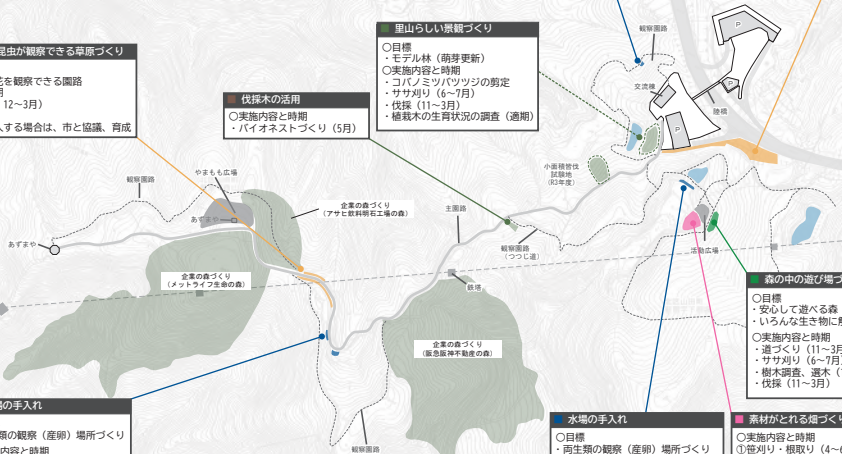 昆虫が観察できる草原づくり
花を観察できる園路
期
12～3月）
入する場合は、市と協議、育成
伐採木の活用
○実施内容と時期
・バイオネストづくり（5月）
里山らしい景観づくり
○目標
・モデル林（萌芽更新）
○実施内容と時期
・コバノミツバツツジの剪定
・ササ刈り（6～7月）
・伐採（11～3月）
・植栽木の生育状況の調査（適期）
観察園路
P
交流棟
P
陸橋
P
小面積皆伐
試験地
（R3年度）
観察園路
やまもも広場
あずまや
あずまや
企業の森づくり
（アサヒ飲料明石工場の森）
主園路
観察園路
（つつじ道）
活動広場
企業の森づくり
（メットライフ生命の森）
鉄塔
企業の森づくり
（阪急阪神不動産の森）
森の中の遊び場づ
○目標
・安心して遊べる森
・いろんな生き物に
○実施内容と時期
・道づくり（11～3月
・ササ刈り（6～7月）
・樹木調査、選木（
・伐採（11～3月）
場の手入れ
類の観察（産卵）場所づくり
内容と時期
観察園路
水場の手入れ
○目標
・両生類の観察（産卵）場所づくり
素材がとれる畑づくり
○実施内容と時期
①笹刈り・根取り（4～6